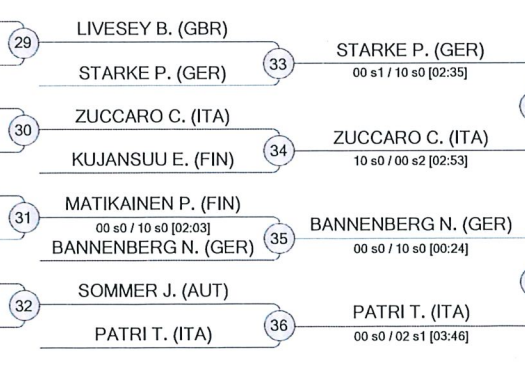 29
LIVESEY B. (GBR)
STARKE P. (GER)
33
STARKE P. (GER)
00 s1 / 10 s0 [02:35]
30
ZUCCARO C. (ITA)
KUJANSUU E. (FIN)
34
ZUCCARO C. (ITA)
10 s0 / 00 s2 [02:53]
31
MATIKAINEN P. (FIN)
00 s0 / 10 s0 [02:03]
BANNENBERG N. (GER)
35
BANNENBERG N. (GER)
00 s0 / 10 s0 [00:24]
32
SOMMER J. (AUT)
PATRI T. (ITA)
36
PATRI T. (ITA)
00 s0 / 02 s1 [03:46]